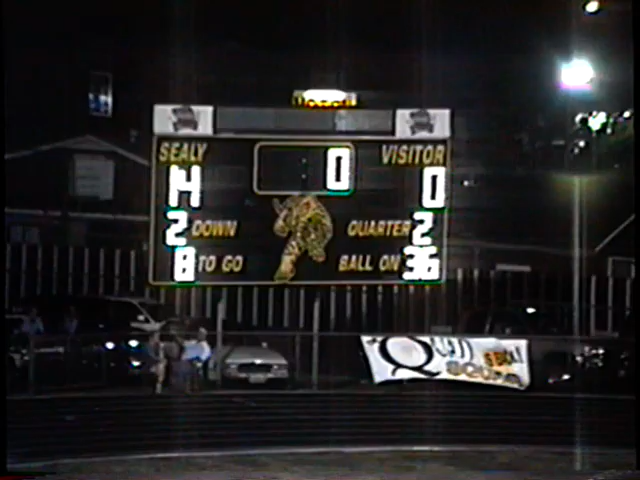 SEALY 0 VISITOR
14 0
2 DOWN QUARTER 2
8 TO GO BALL ON 36